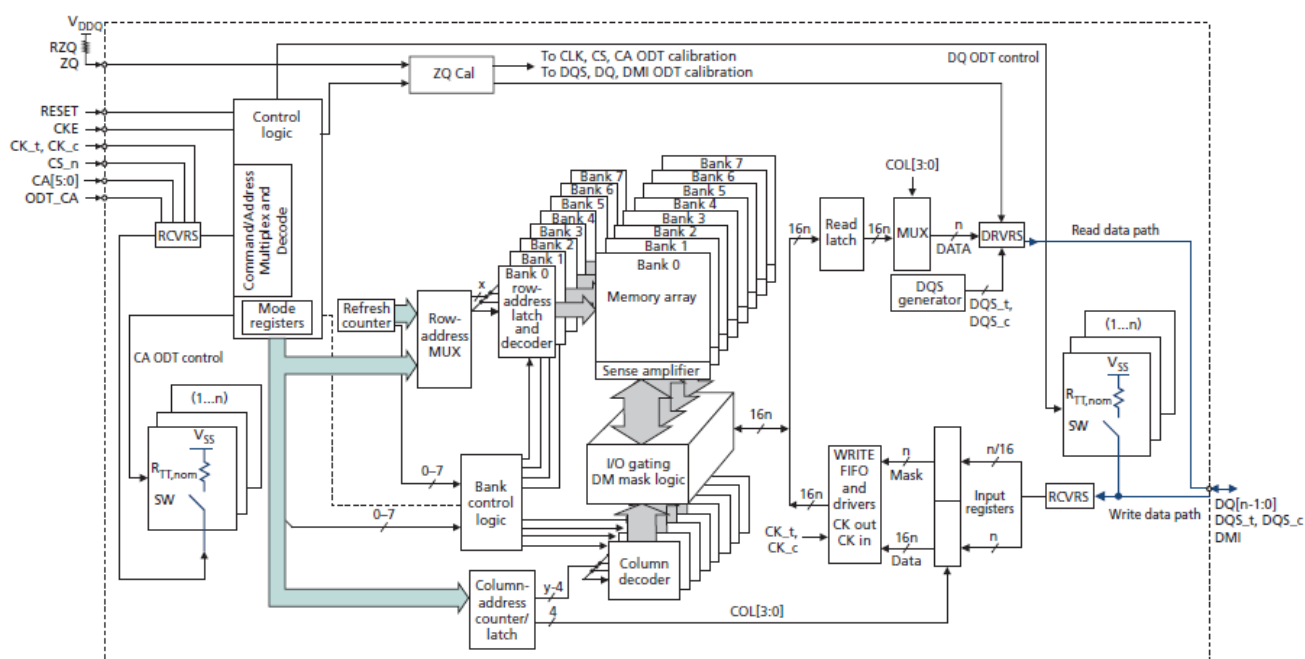 VDDQ
RZQ
ZQ
RESET
CKE
CK_t, CK_c
CS_n
CA[5:0]
ODT_CA
RCVRS
Control
logic
Command/Address
Multiplex and
Decode
Mode
registers
CA ODT control
(1...n)
VSS
RTT,nom
SW
ZQ Cal
To CLK, CS, CA ODT calibration
To DQS, DQ, DMI ODT calibration
DQ ODT control
Refresh
counter
Row-
address
MUX
x
Bank 7
Bank 6
Bank 5
Bank 4
Bank 3
Bank 2
Bank 1
Bank 0
row-
address
latch
and
decoder
Bank 7
Bank 6
Bank 5
Bank 4
Bank 3
Bank 2
Bank 1
Bank 0
Memory array
Sense amplifier
16n
I/O gating
DM mask logic
0–7
0–7
Bank
control
logic
Column
decoder
Column-
address
counter/
latch
y-4
4
COL[3:0]
16n
Read
latch
16n
COL[3:0]
MUX
n
DATA
DRVRS
Read data path
DQS
generator
DQS_t,
DQS_c
(1...n)
VSS
RTT,nom
SW
16n
CK_t,
CK_c
WRITE
FIFO
and
drivers
CK out
CK in
n
Mask
16n
Data
n/16
Input
registers
n
RCVRS
Write data path
DQ[n-1:0]
DQS_t, DQS_c
DMI